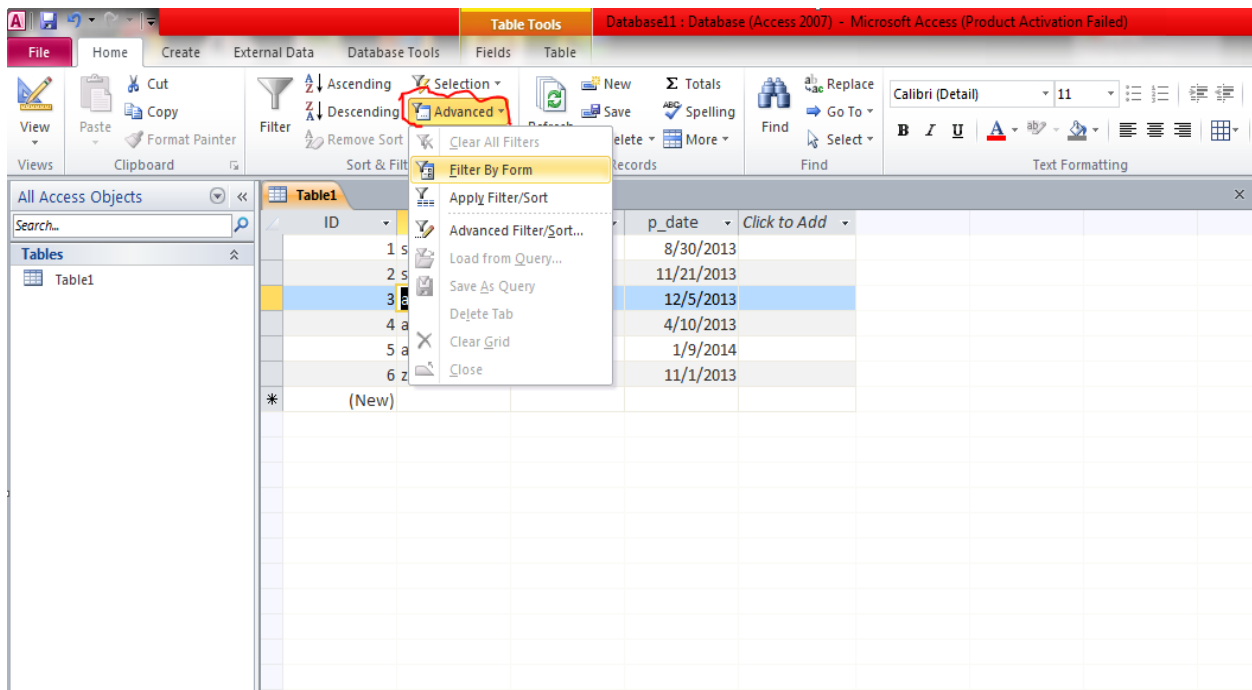 Table Tools Database11 : Database (Access 2007) - Microsoft Access (Product Activation Failed)
File Home Create External Data Database Tools Fields Table
Cut Ascending Selection New Totals Replace Calibri (Detail) 11
Copy Descending Advanced Save Spelling Go To
View Paste Format Painter Filter Remove Sort elete More Find Select B I U
Views Clipboard Sort & Filt Records Find Text Formatting
Clear All Filters
Filter By Form
Apply Filter/Sort
Advanced Filter/Sort...
Load from Query...
Save As Query
Delete Tab
Clear Grid
Close
All Access Objects Table1
Search... ID p_date Click to Add
Tables 1 s 8/30/2013
Table1 2 s 11/21/2013
3 a 12/5/2013
4 a 4/10/2013
5 a 1/9/2014
6 z 11/1/2013
(New)